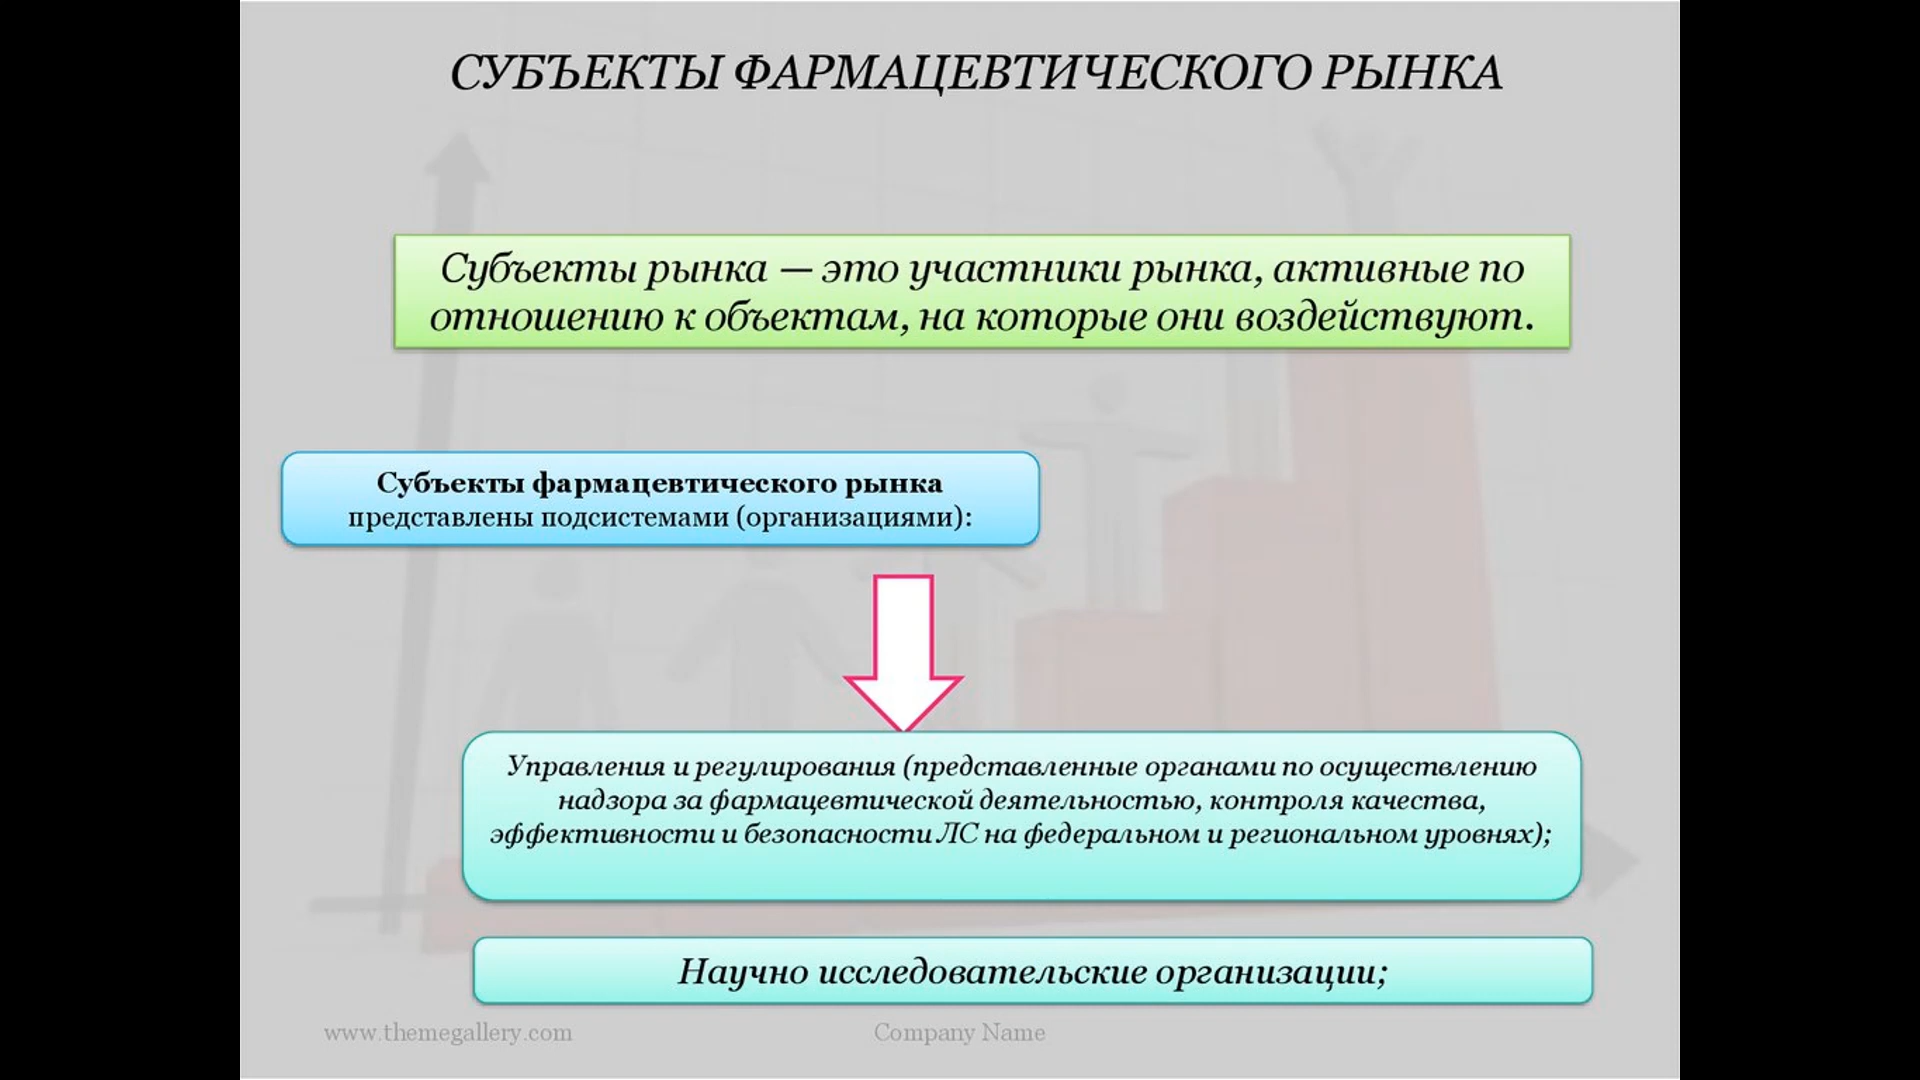 СУБЪЕКТЫ ФАРМАЦЕВТИЧЕСКОГО РЫНКА
Субъекты рынка — это участники рынка, активные по
отношению к объектам, на которые они воздействуют.
Субъекты фармацевтического рынка
представлены подсистемами (организациями):
Управления и регулирования (представленные органами по осуществлению
надзора за фармацевтической деятельностью, контроля качества,
эффективности и безопасности ЛС на федеральном и региональном уровнях);
Научно исследовательские организации;
www.themegallery.com
Company Name